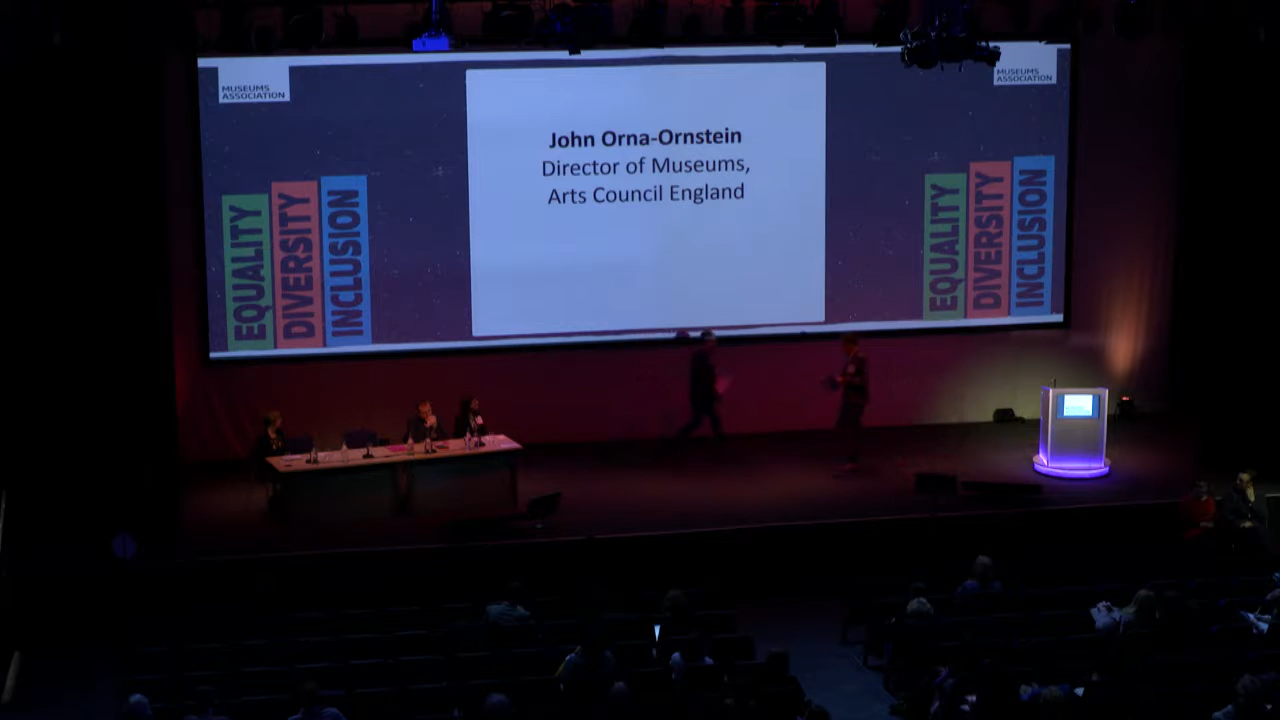 MUSEUMS
ASSOCIATION
MUSEUMS
ASSOCIATION
John Orna-Ornstein
Director of Museums,
Arts Council England
EQUALITY
DIVERSITY
INCLUSION
EQUALITY
DIVERSITY
INCLUSION